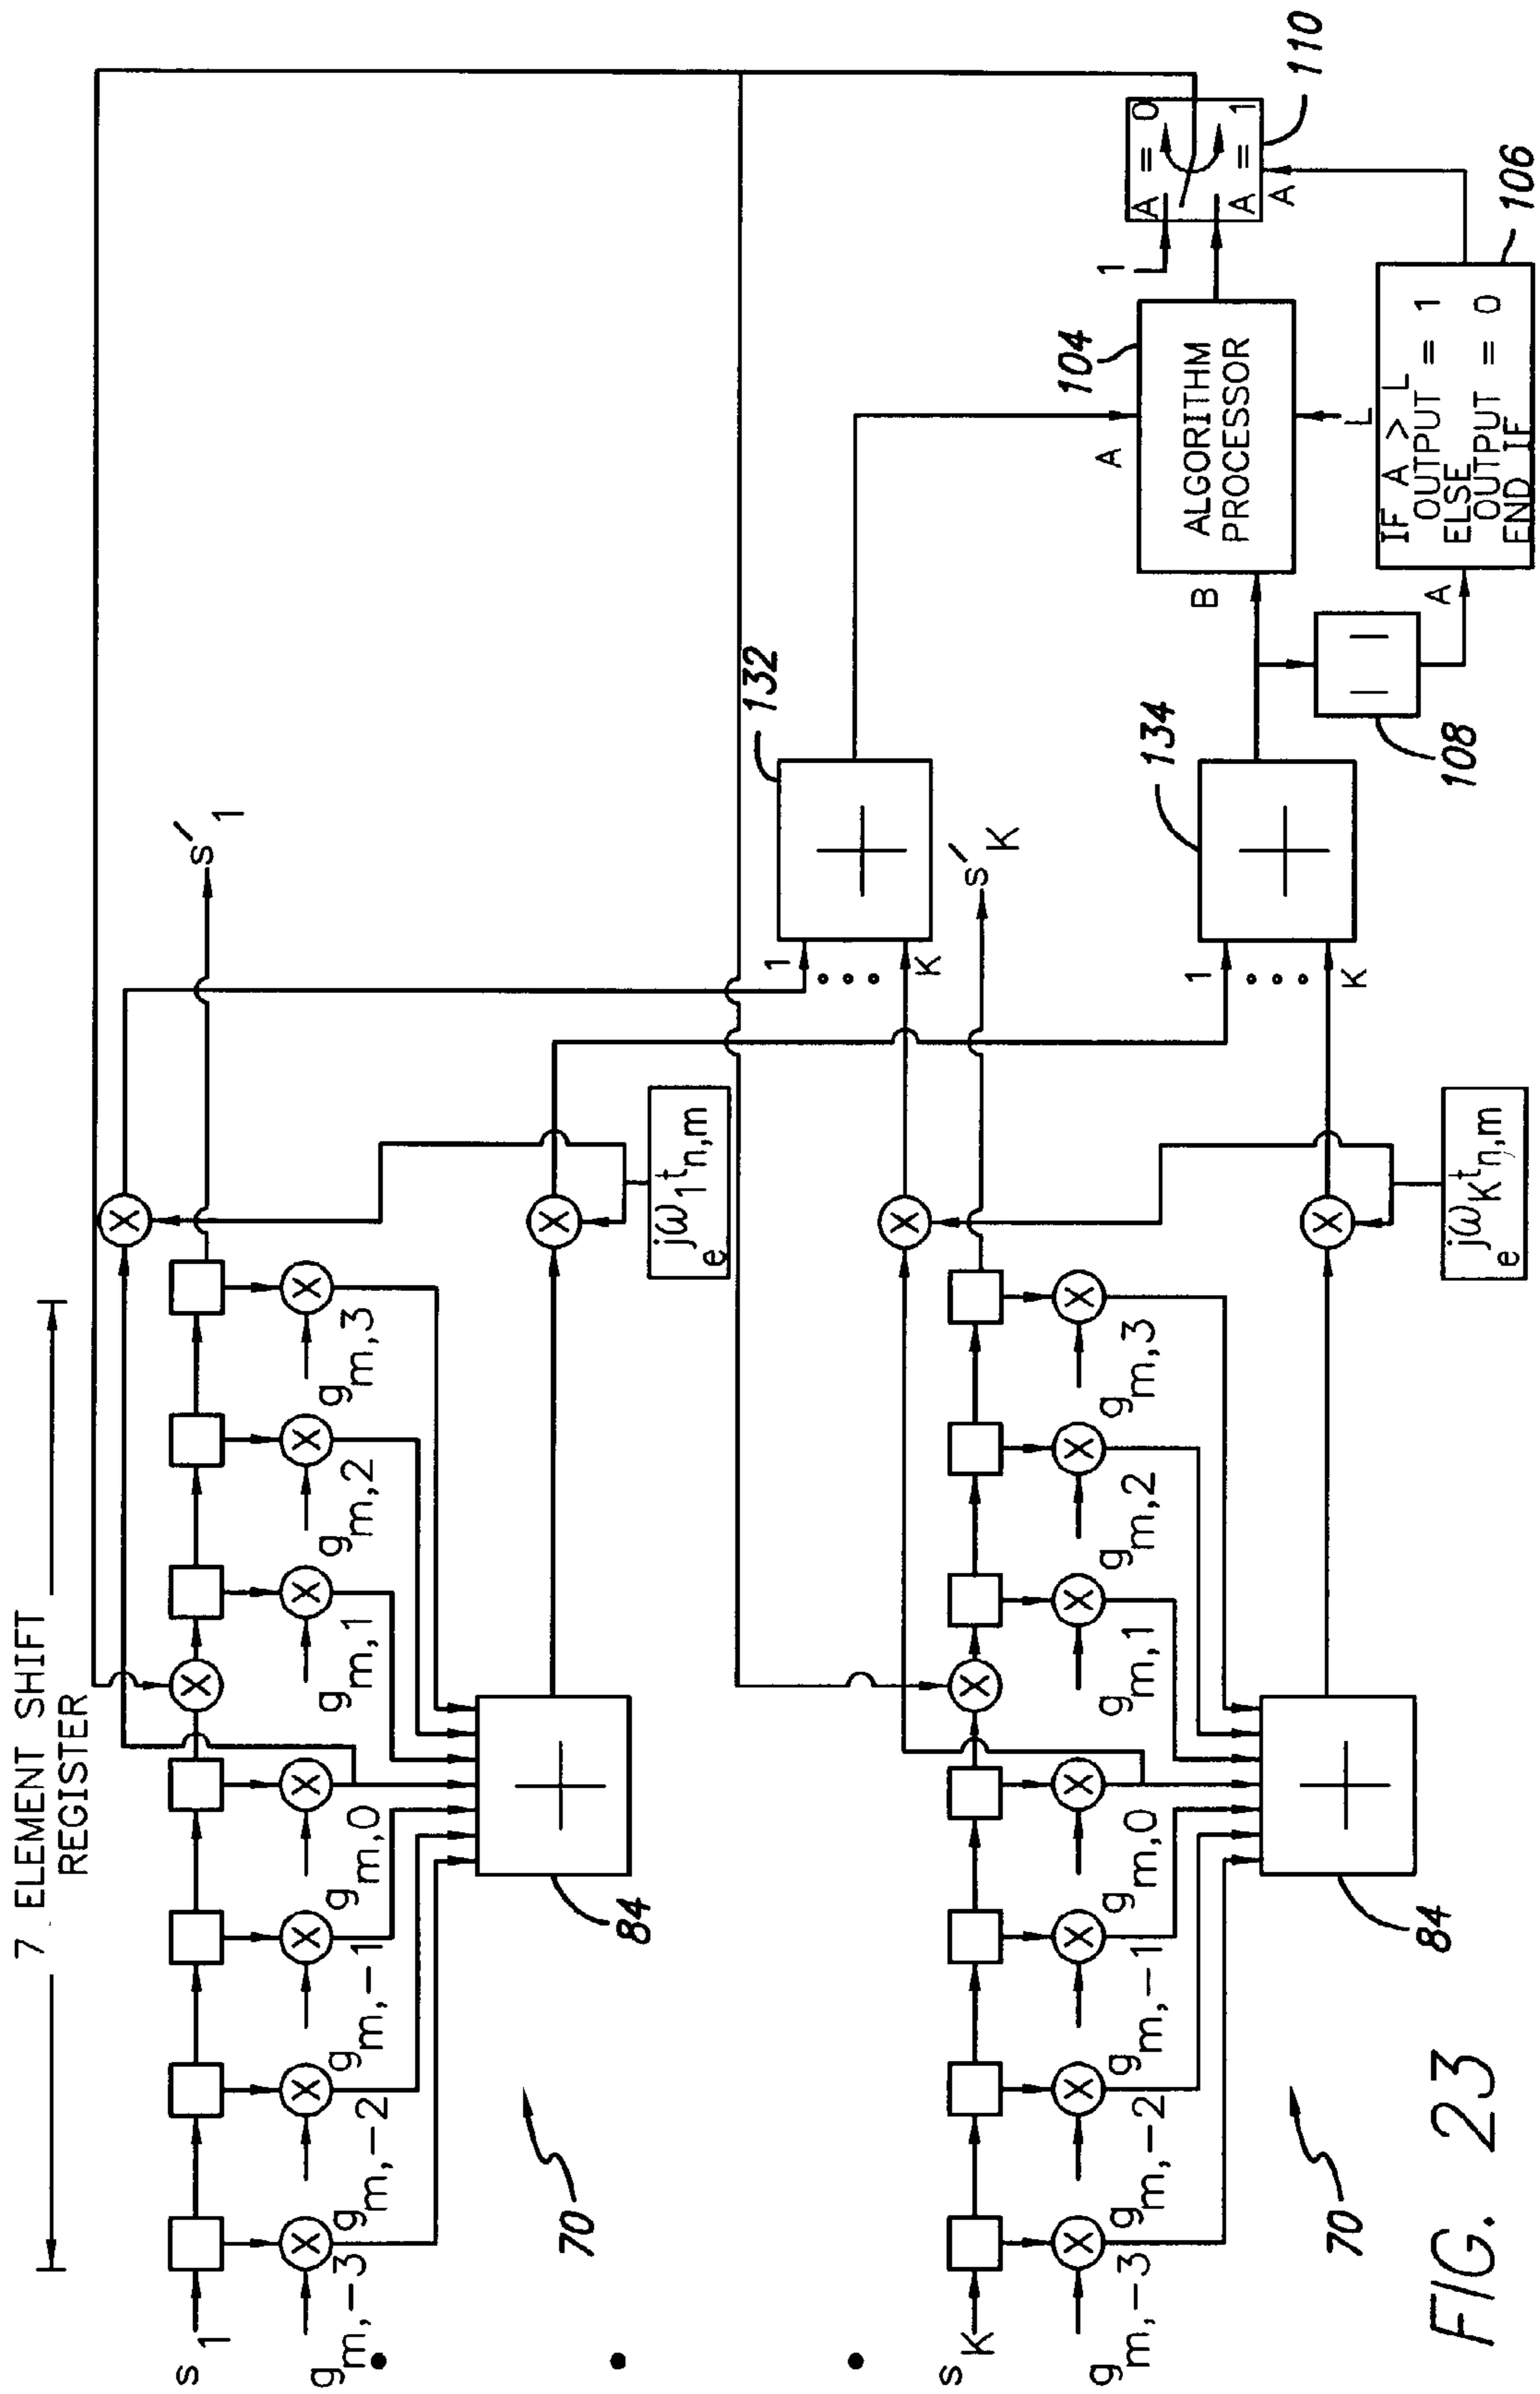 7 ELEMENT SHIFT
REGISTER
s1
gm,-3
gm,-2
gm,-1
gm,0
gm,1
gm,2
gm,3
s′1
84
70
e jω1tn,m
sK
gm,-3
gm,-2
gm,-1
gm,0
gm,1
gm,2
gm,3
s′K
84
70
e jωKtn,m
1
K
132
1
K
134
A
B
L
ALGORITHM
PROCESSOR
104
| |
108
A
IF A > L
OUTPUT = 1
ELSE
OUTPUT = 0
END IF
106
1
A = 0
A = 1
A
110
FIG. 23